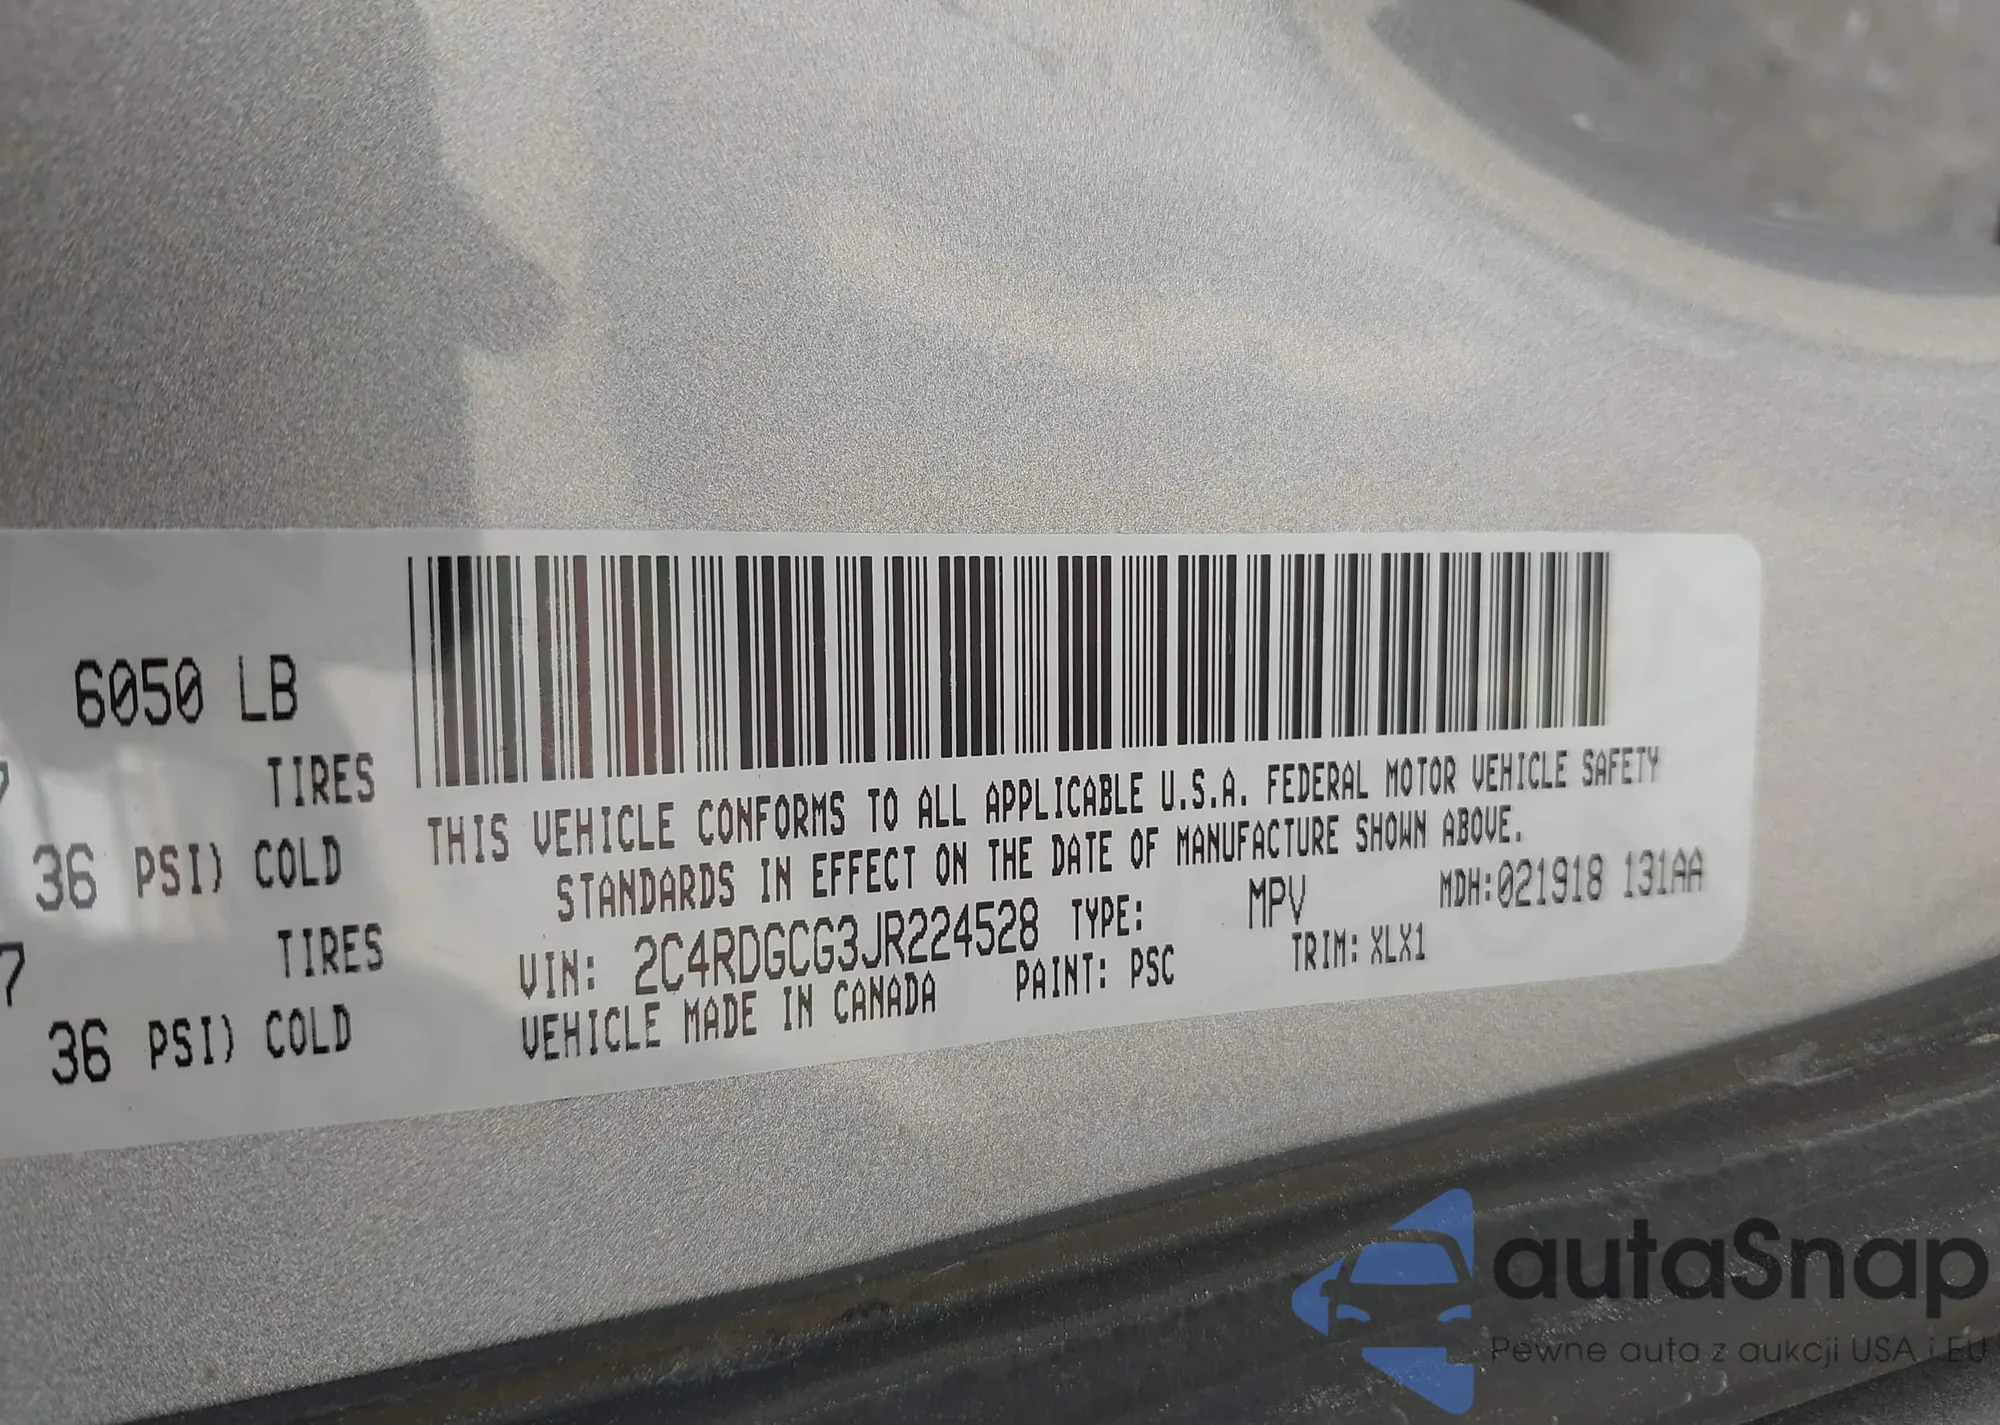 6050 LB
7 TIRES
36 PSI) COLD
7 TIRES
36 PSI) COLD
THIS VEHICLE CONFORMS TO ALL APPLICABLE U.S.A. FEDERAL MOTOR VEHICLE SAFETY
STANDARDS IN EFFECT ON THE DATE OF MANUFACTURE SHOWN ABOVE.
VIN: 2C4RDGCG3JR224528 TYPE: MPV MDH:021918 131AA
VEHICLE MADE IN CANADA PAINT: PSC TRIM: XLX1
autaSnap
Pewne auta z aukcji USA i EU